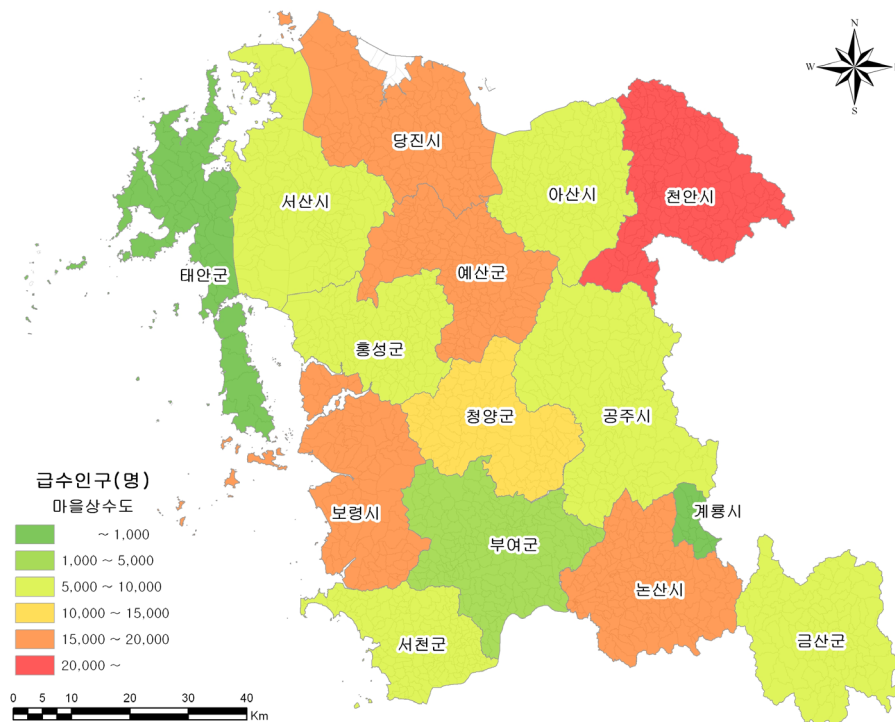 N
W
S
당진시
아산시
천안시
서산시
태안군
예산군
홍성군
청양군
공주시
보령시
부여군
계룡시
논산시
서천군
금산군
급수인구(명)
마을상수도
~ 1,000
1,000 ~ 5,000
5,000 ~ 10,000
10,000 ~ 15,000
15,000 ~ 20,000
20,000 ~
0 5 10 20 30 40
Km